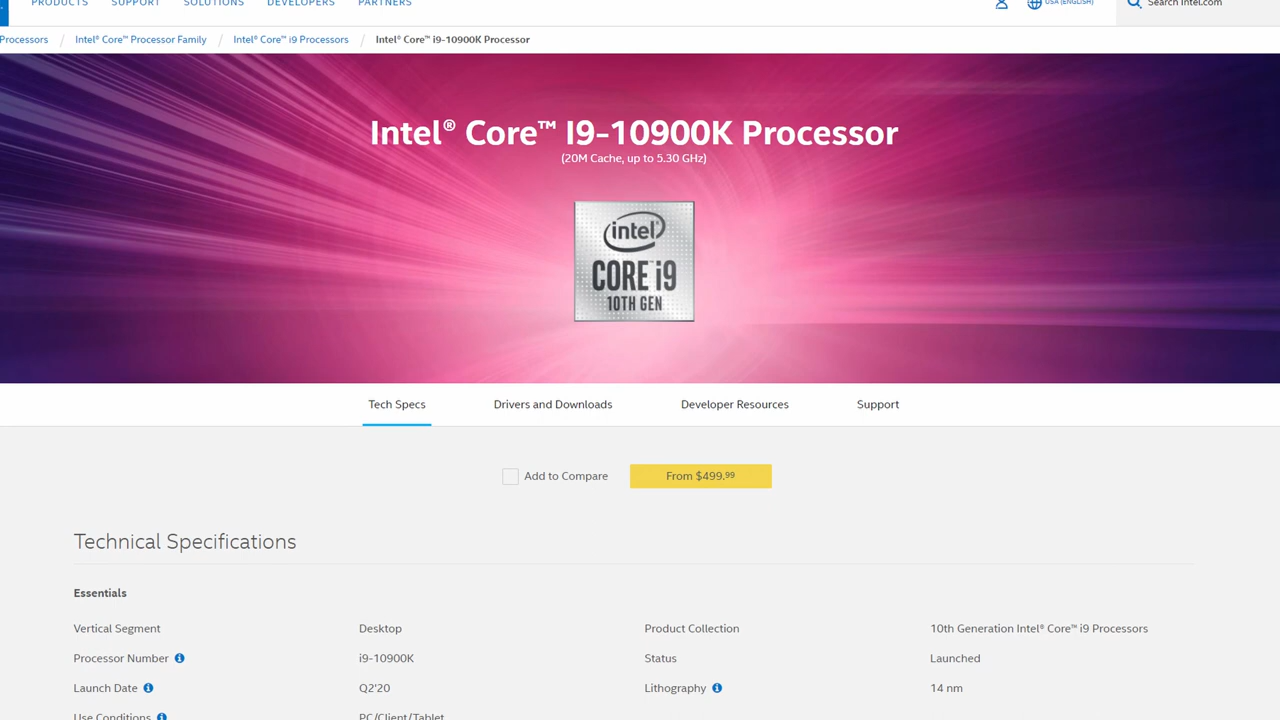 PRODUCTS SUPPORT SOLUTIONS DEVELOPERS PARTNERS USA (ENGLISH) Search Intel.com
Processors / Intel® Core™ Processor Family / Intel® Core™ i9 Processors / Intel® Core™ i9-10900K Processor
Intel® Core™ I9-10900K Processor
(20M Cache, up to 5.30 GHz)
intel®
CORE™ i9
10TH GEN
Tech Specs Drivers and Downloads Developer Resources Support
Add to Compare From $499.99
Technical Specifications
Essentials
Vertical Segment Desktop Product Collection 10th Generation Intel® Core™ i9 Processors
Processor Number i9-10900K Status Launched
Launch Date Q2'20 Lithography 14 nm
Use Conditions PC/Client/Tablet